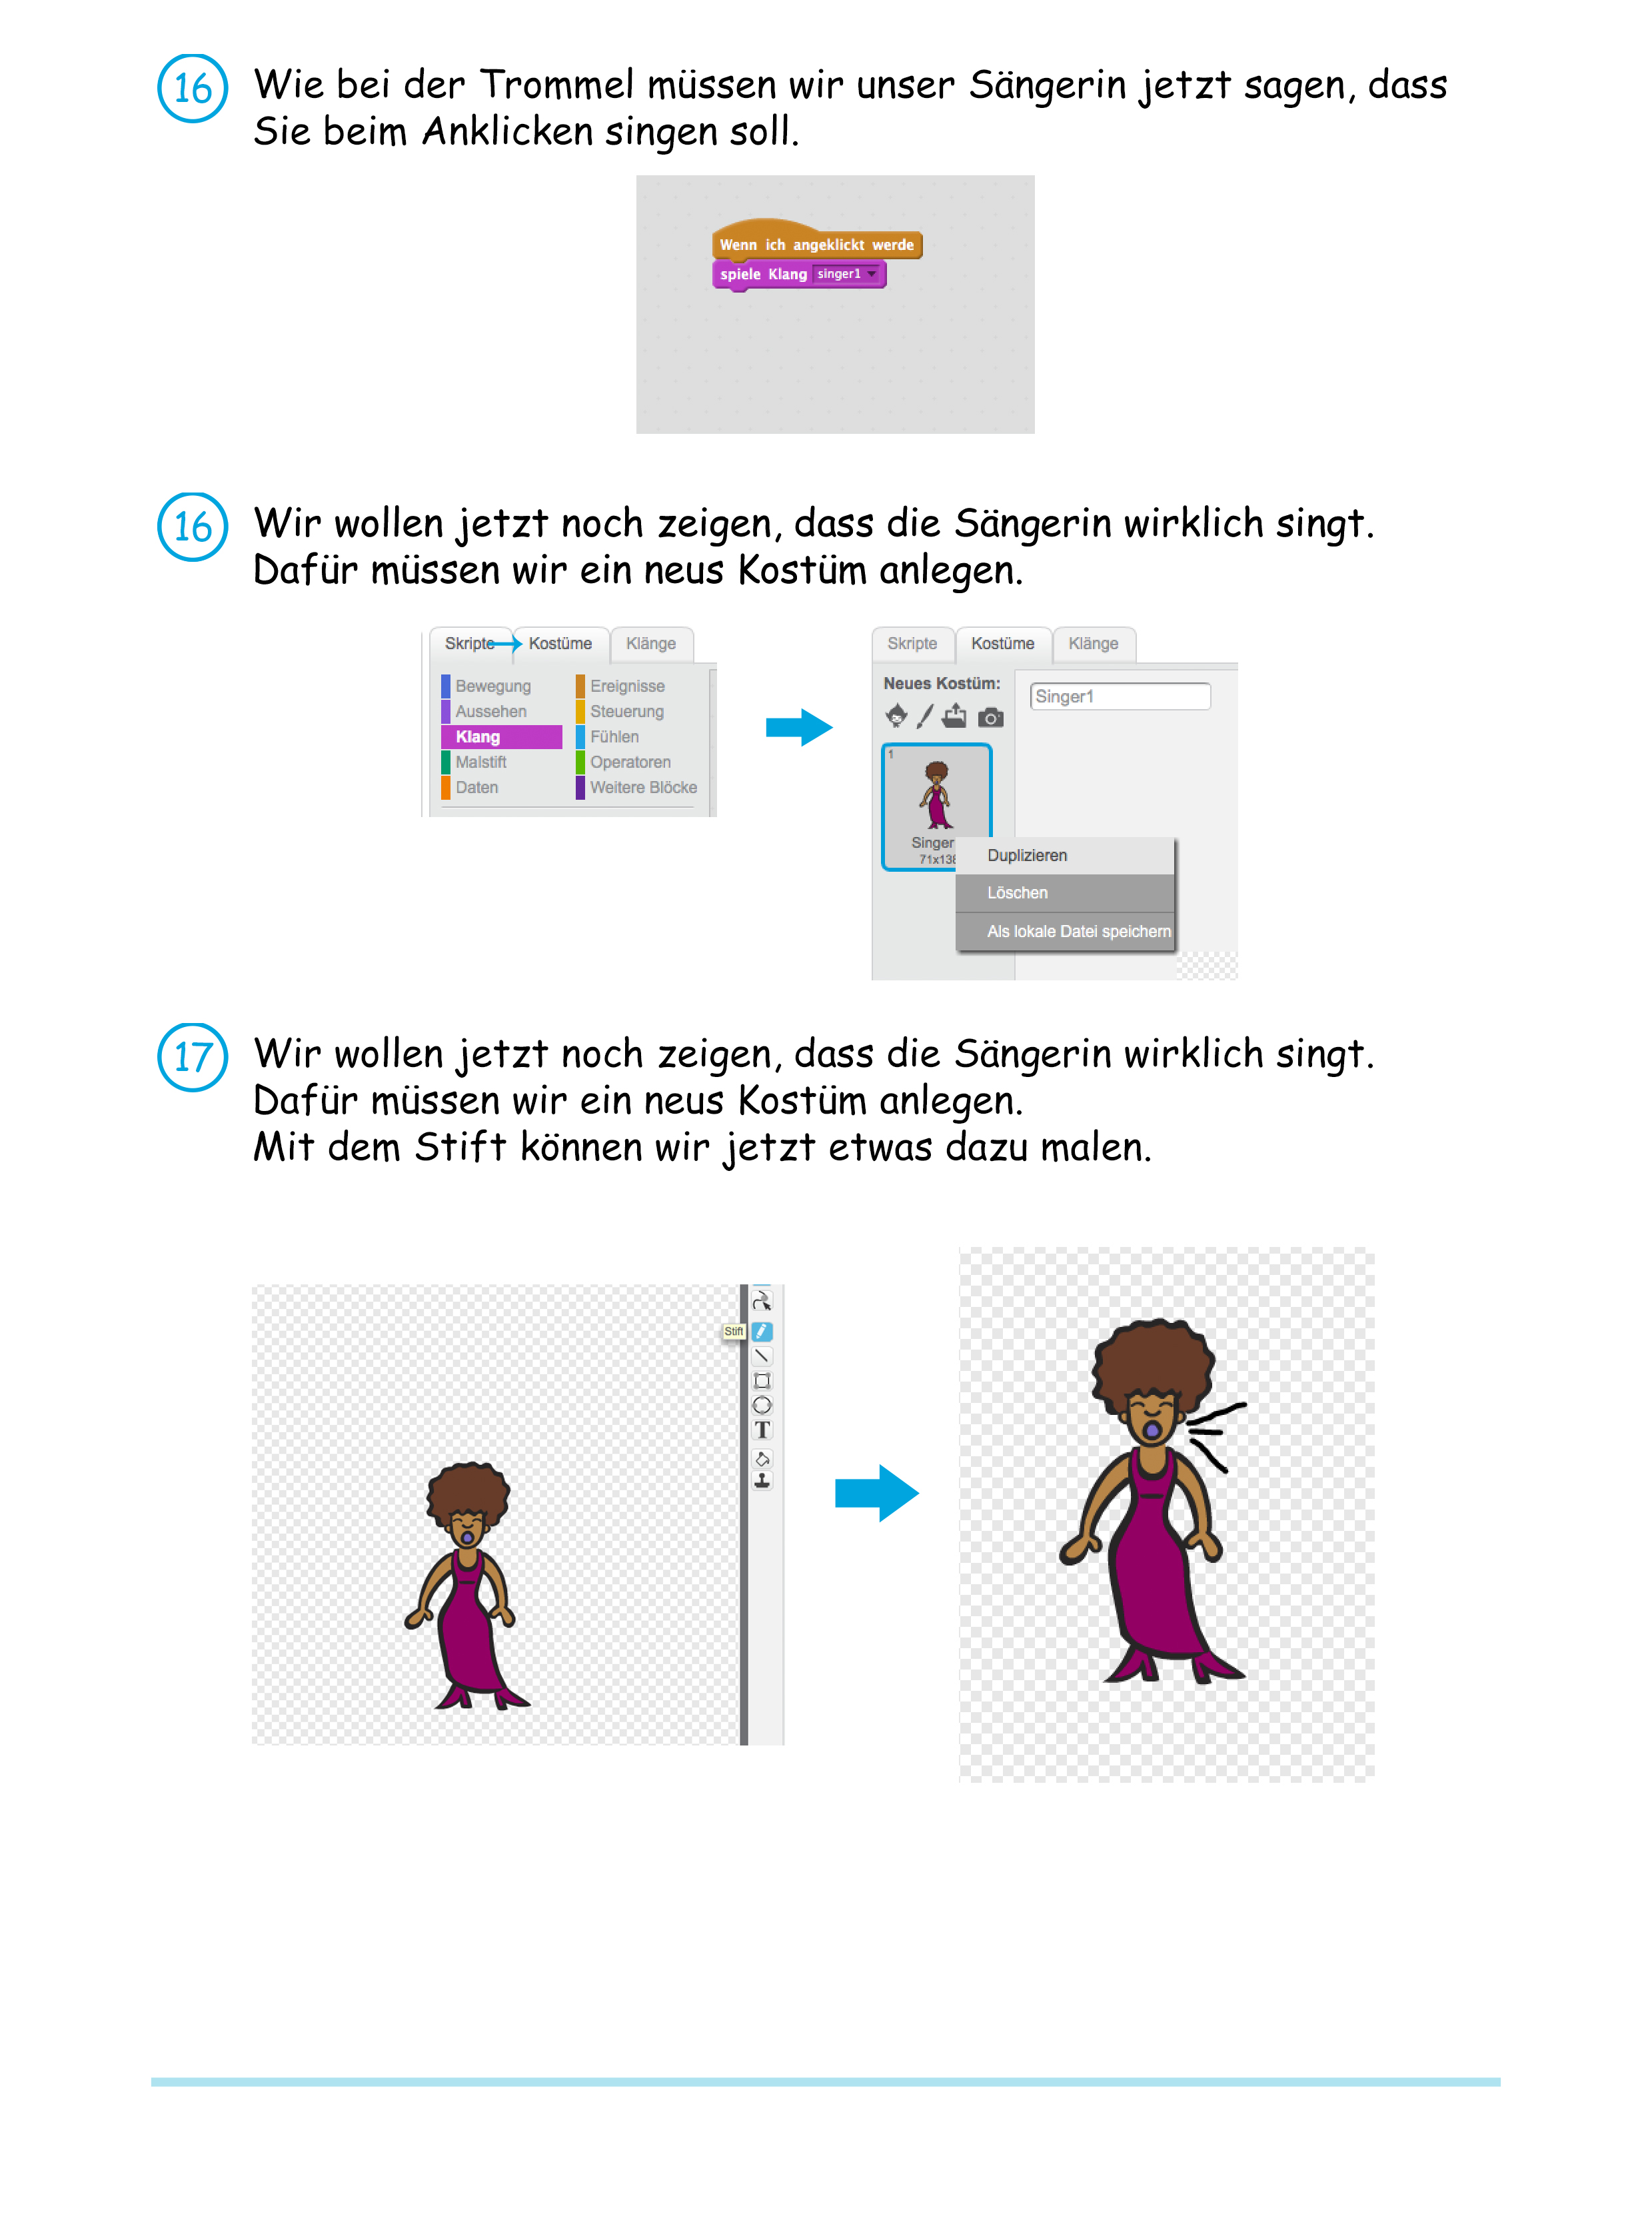 16 Wie bei der Trommel müssen wir unser Sängerin jetzt sagen, dass
Sie beim Anklicken singen soll.
Wenn ich angeklickt werde
spiele Klang singer1
16 Wir wollen jetzt noch zeigen, dass die Sängerin wirklich singt.
Dafür müssen wir ein neus Kostüm anlegen.
Skripte Kostüme Klänge
Bewegung Ereignisse
Aussehen Steuerung
Klang Fühlen
Malstift Operatoren
Daten Weitere Blöcke
Skripte Kostüme Klänge
Neues Kostüm:
Singer1
1
Singer
71x138
Duplizieren
Löschen
Als lokale Datei speichern
17 Wir wollen jetzt noch zeigen, dass die Sängerin wirklich singt.
Dafür müssen wir ein neus Kostüm anlegen.
Mit dem Stift können wir jetzt etwas dazu malen.
Stift
T